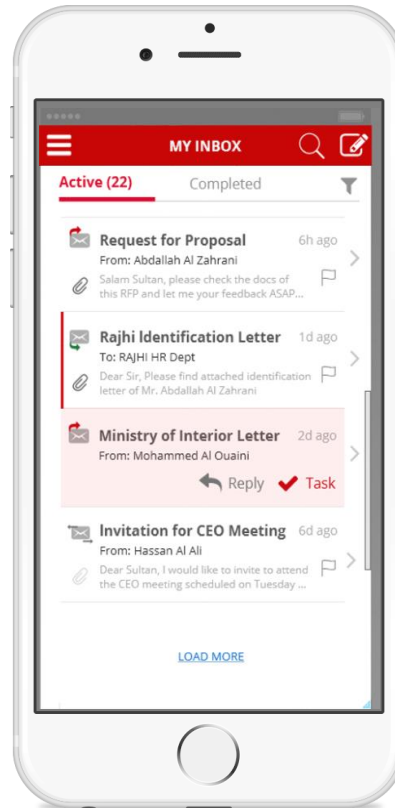 MY INBOX
Active (22)
Completed
Request for Proposal
6h ago
From: Abdallah Al Zahrani
Salam Sultan, please check the docs of
this RFP and let me your feedback ASAP...
Rajhi Identification Letter
1d ago
To: RAJHI HR Dept
Dear Sir, Please find attached identification
letter of Mr. Abdallah Al Zahrani
Ministry of Interior Letter
2d ago
From: Mohammed Al Ouaini
Reply
Task
Invitation for CEO Meeting
6d ago
From: Hassan Al Ali
Dear Sultan, I would like to invite to attend
the CEO meeting scheduled on Tuesday ...
LOAD MORE